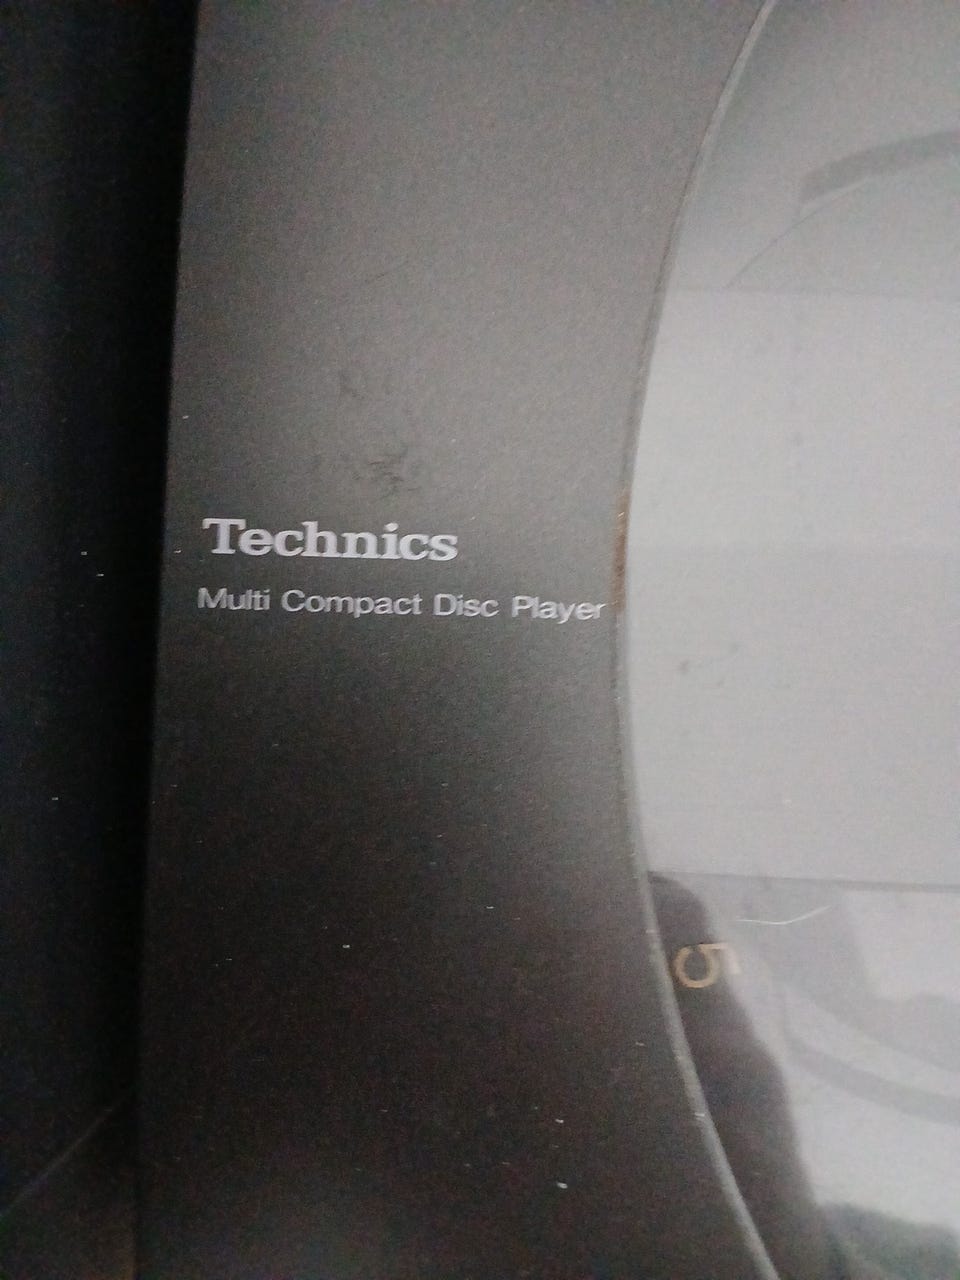 Technics
Multi Compact Disc Player
5